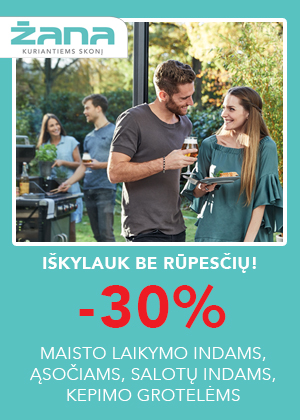 žana
KURIANTIEMS SKONĮ
IŠKYLAUK BE RŪPESČIŲ!
-30%
MAISTO LAIKYMO INDAMS,
ĄSOČIAMS, SALOTŲ INDAMS,
KEPIMO GROTELĖMS